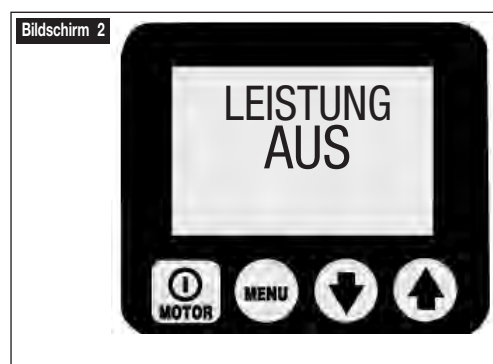 Bildschirm 2
LEISTUNG
AUS
MENU
MOTOR